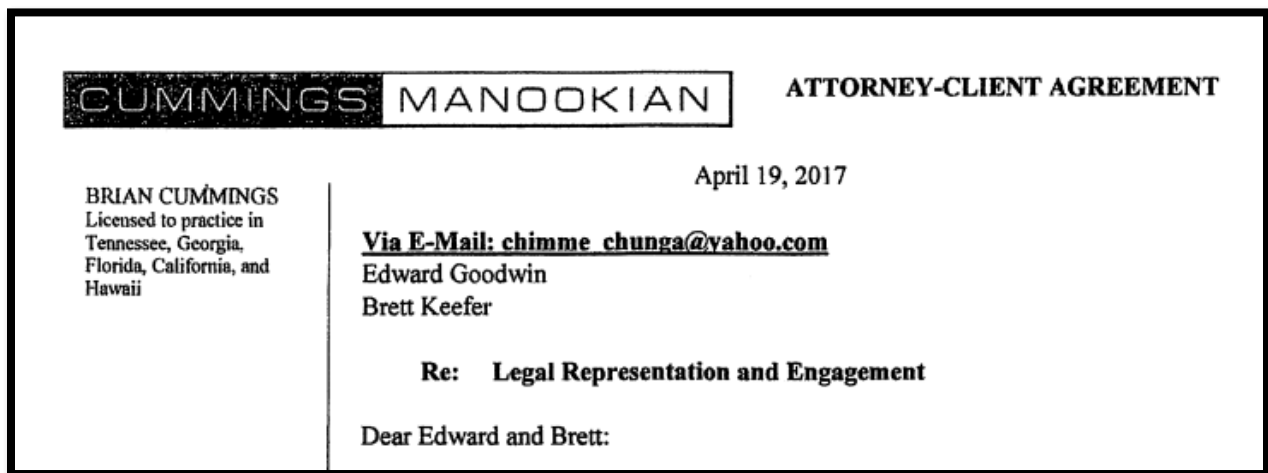 CUMMINGS MANOOKIAN
ATTORNEY-CLIENT AGREEMENT
April 19, 2017
BRIAN CUMMINGS
Licensed to practice in
Tennessee, Georgia,
Florida, California, and
Hawaii
Via E-Mail: chimme_chunga@yahoo.com
Edward Goodwin
Brett Keefer
Re: Legal Representation and Engagement
Dear Edward and Brett: